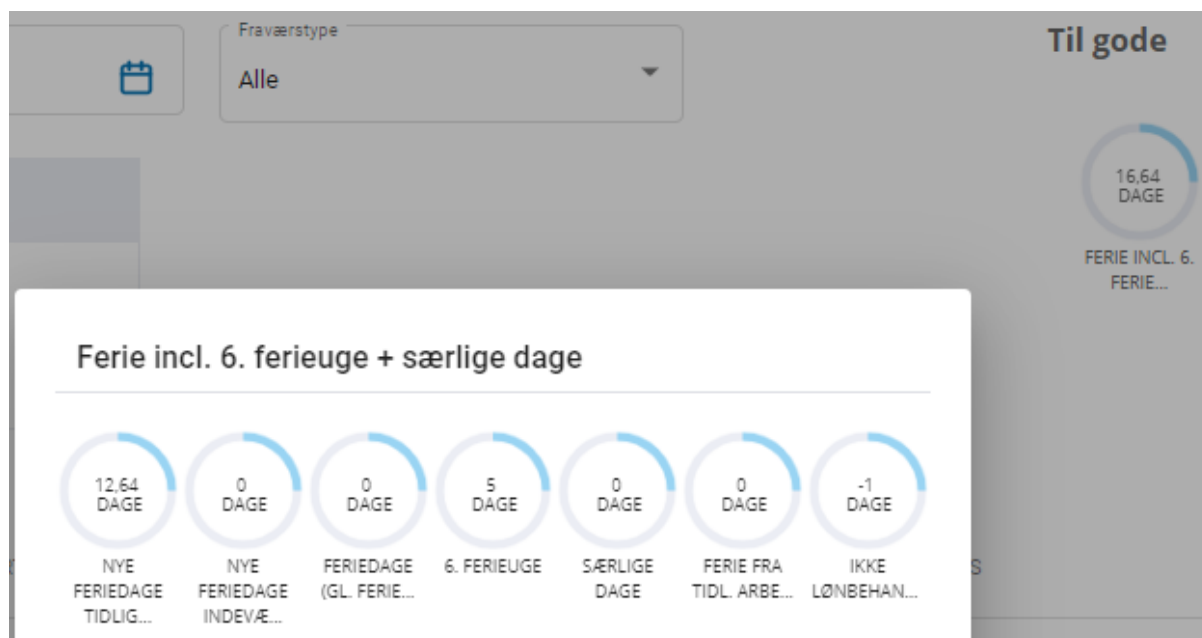 Fraværstype
Alle
Til gode
16,64
DAGE
FERIE INCL. 6.
FERIE...
Ferie incl. 6. ferieuge + særlige dage
12,64
DAGE
NYE
FERIEDAGE
TIDLIG...
0
DAGE
NYE
FERIEDAGE
INDEVÆ...
0
DAGE
FERIEDAGE
(GL. FERIE...
5
DAGE
6. FERIEUGE
0
DAGE
SÆRLIGE
DAGE
0
DAGE
FERIE FRA
TIDL. ARBE...
-1
DAGE
IKKE
LØNBEHAN...
S